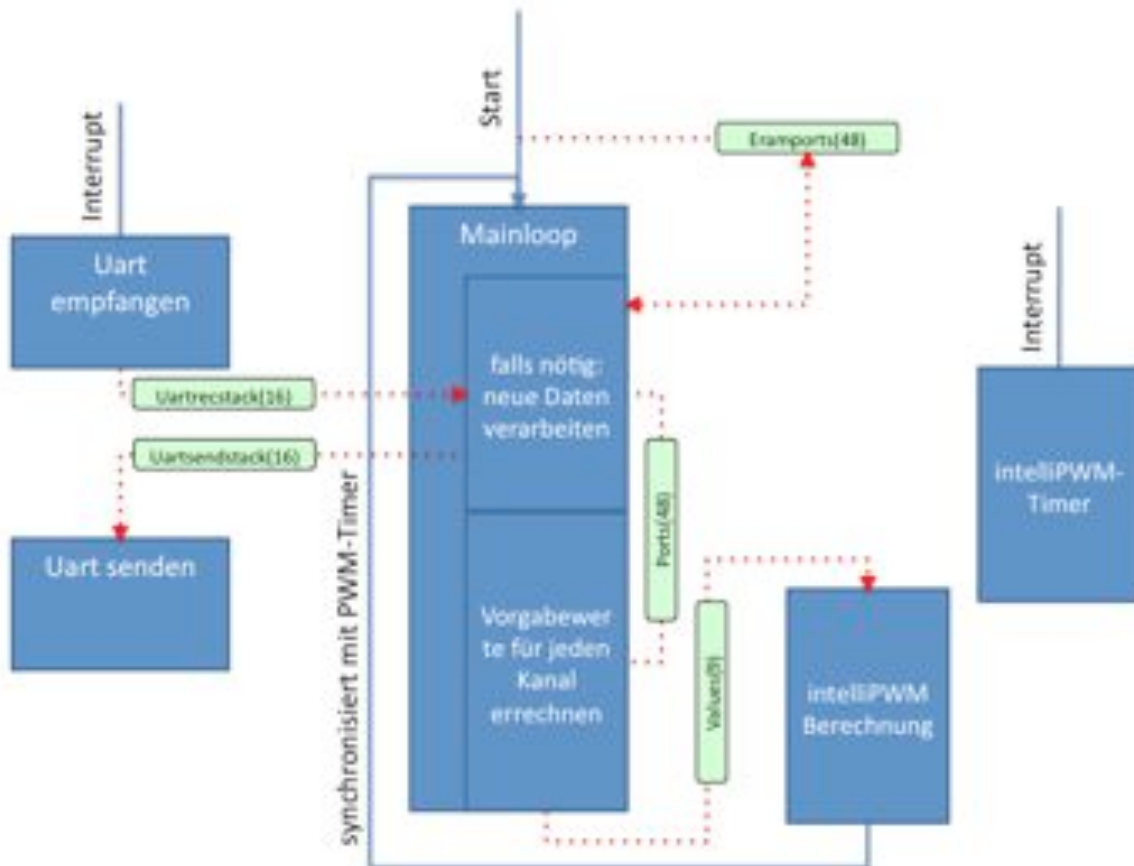 Start
Interrupt
Eramports(48)
Mainloop
Uart
empfangen
Interrupt
falls nötig:
neue Daten
verarbeiten
Uartrecstack(16)
Uartsendstack(16)
intelliPWM-
Timer
Ports(48)
Uart senden
synchronisiert mit PWM-Timer
Vorgabewer
te für jeden
Kanal
errechnen
Values(9)
intelliPWM
Berechnung